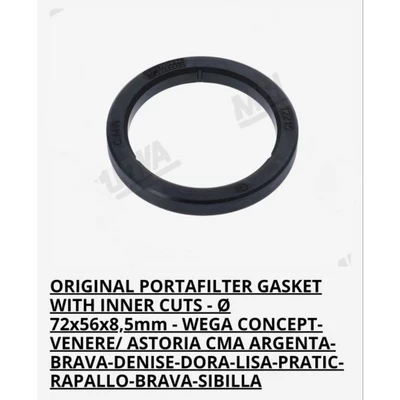 ORIGINAL PORTAFILTER GASKET
WITH INNER CUTS - Ø
72x56x8,5mm - WEGA CONCEPT-
VENERE/ ASTORIA CMA ARGENTA-
BRAVA-DENISE-DORA-LISA-PRATIC-
RAPALLO-BRAVA-SIBILLA